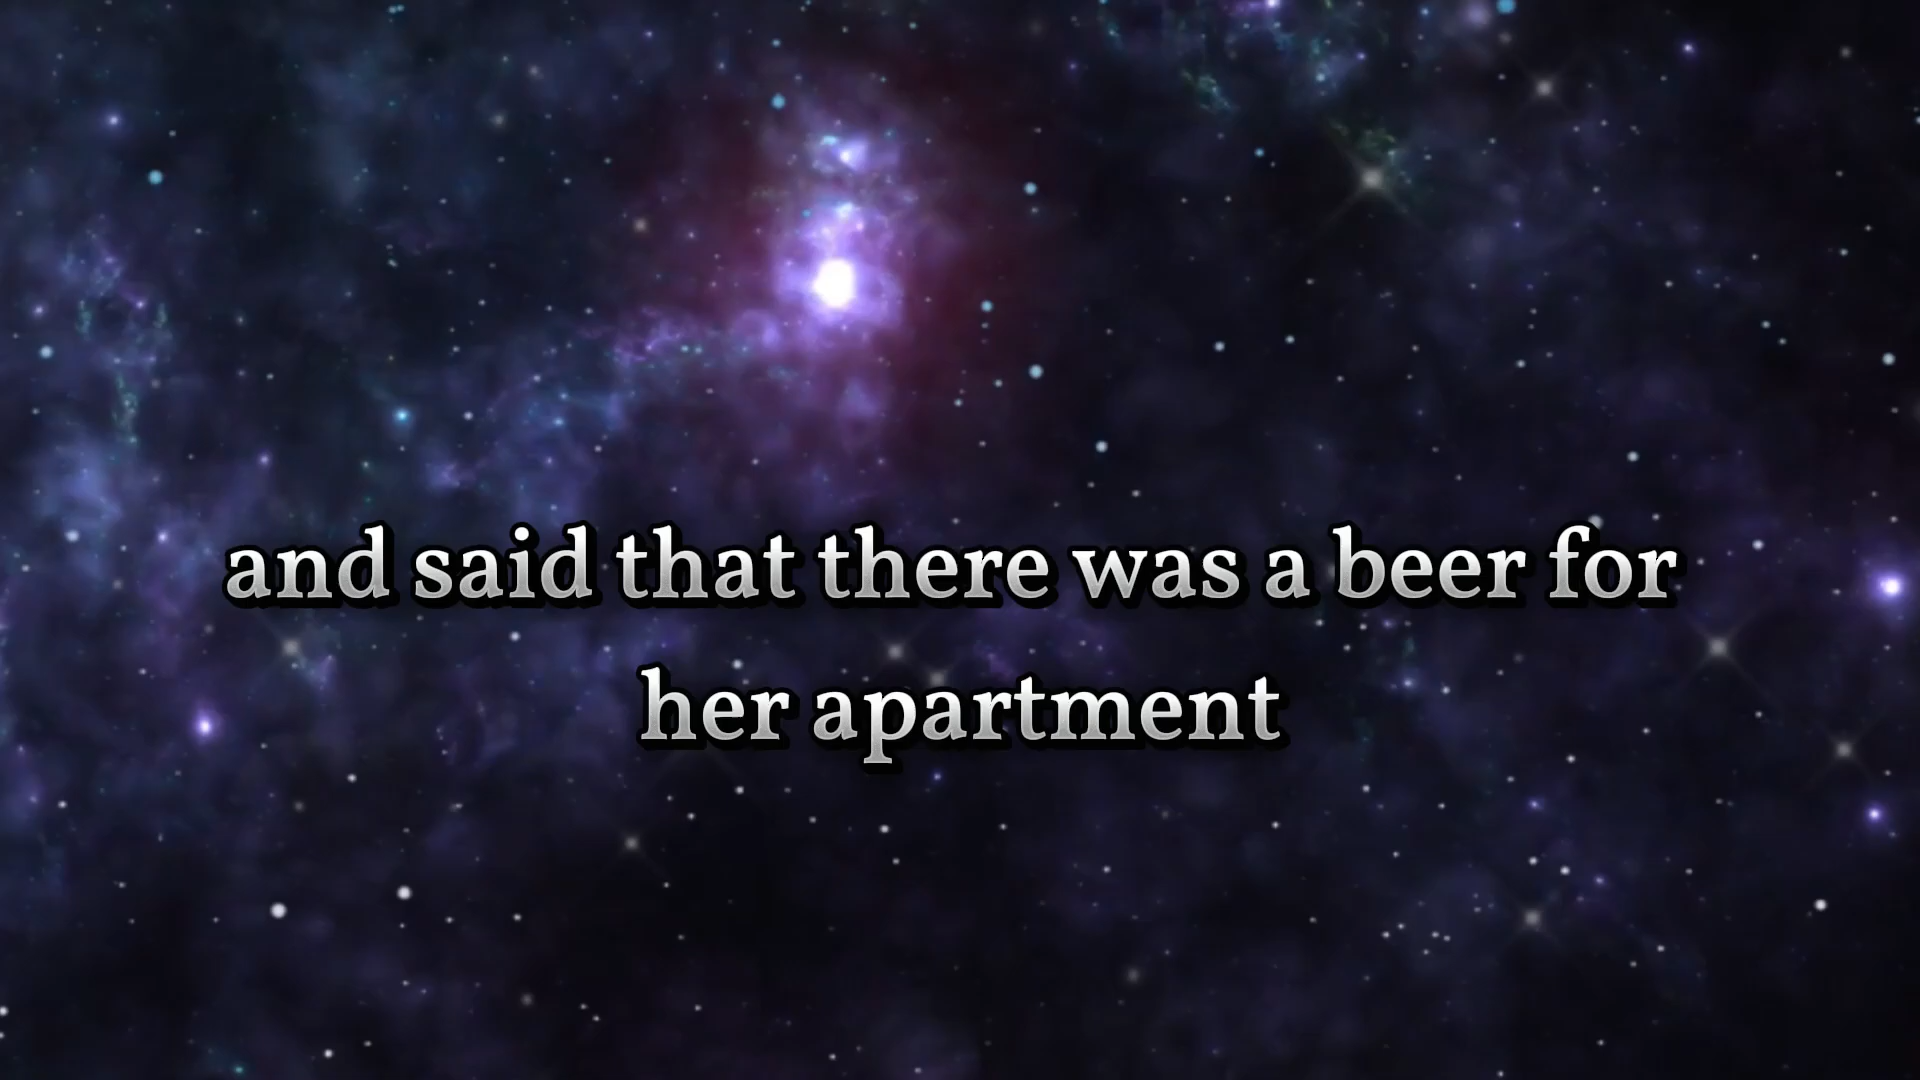 and said that there was a beer for
her apartment